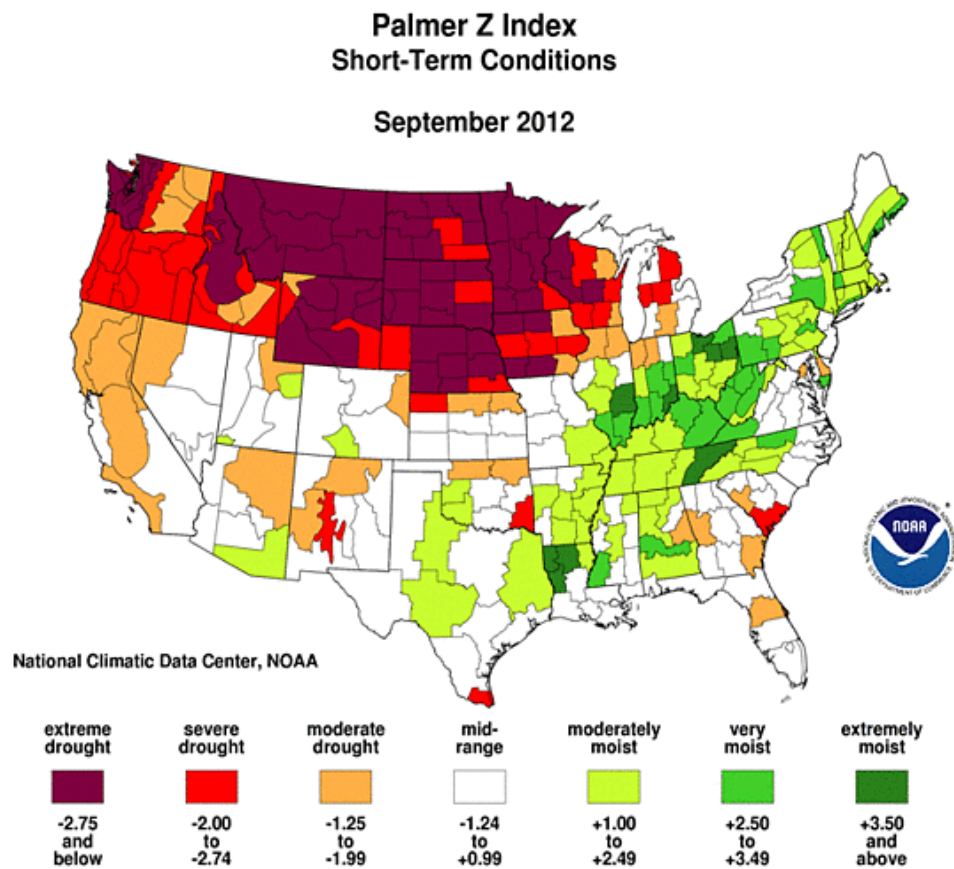 Palmer Z Index
Short-Term Conditions
September 2012
NOAA
National Climatic Data Center, NOAA
extreme drought
severe drought
moderate drought
mid-range
moderately moist
very moist
extremely moist
-2.75 and below
-2.00 to -2.74
-1.25 to -1.99
-1.24 to +0.99
+1.00 to +2.49
+2.50 to +3.49
+3.50 and above